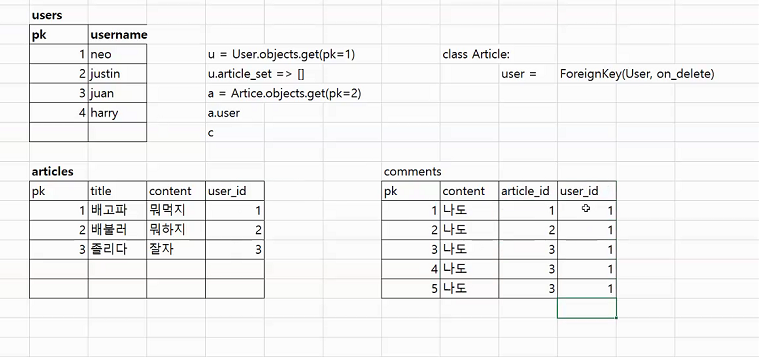 users
pk username
1 neo u = User.objects.get(pk=1) class Article:
2 justin u.article_set => [] user = ForeignKey(User, on_delete)
3 juan a = Artice.objects.get(pk=2)
4 harry a.user
c
articles comments
pk title content user_id pk content article_id user_id
1 배고파 뭐먹지 1 1 나도 1 1
2 배불러 뭐하지 2 2 나도 2 1
3 졸리다 잘자 3 3 나도 3 1
4 나도 3 1
5 나도 3 1